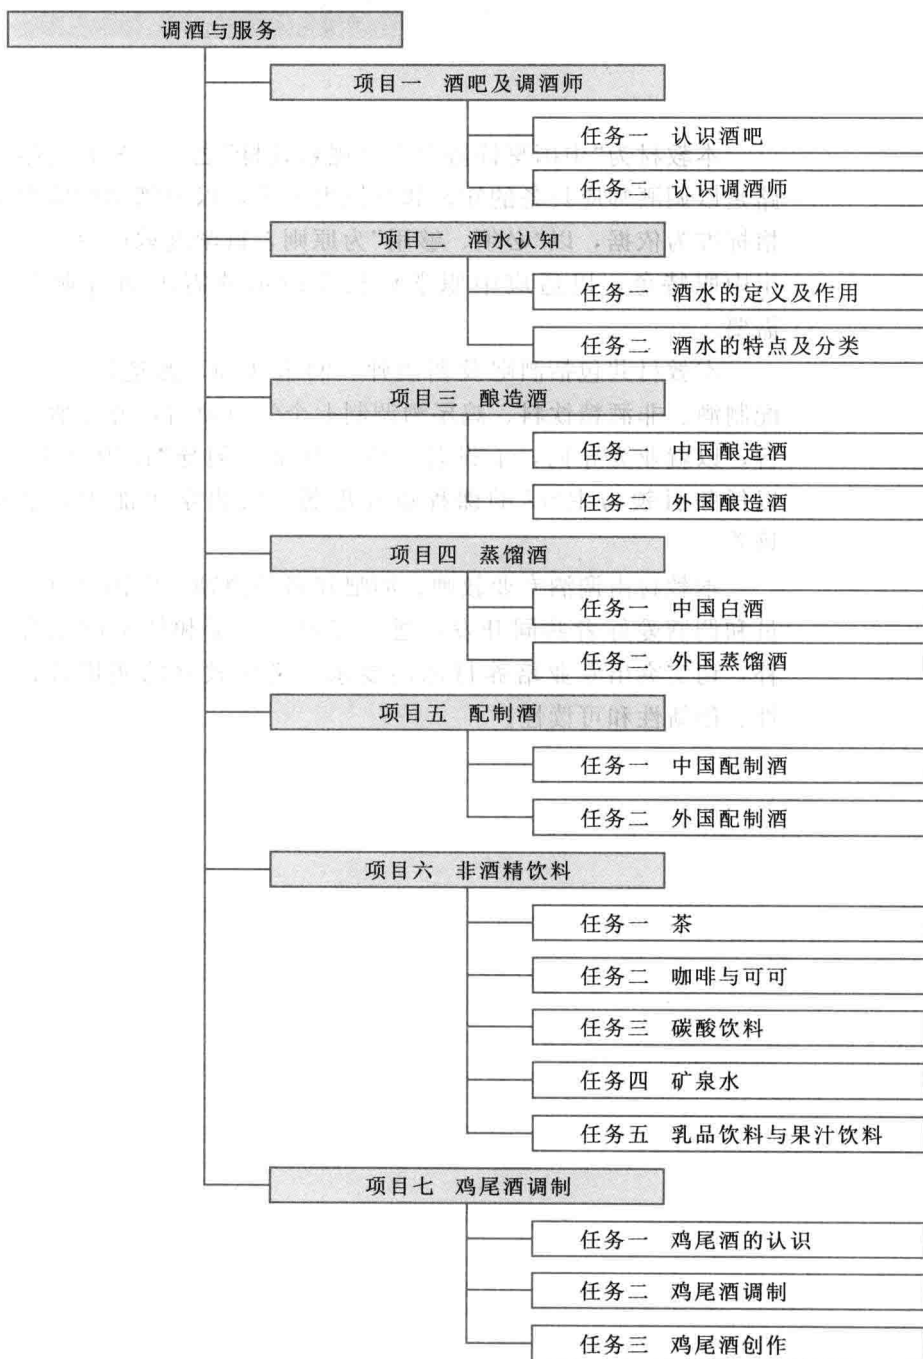 调酒与服务
项目一 酒吧及调酒师
任务一 认识酒吧
任务二 认识调酒师
项目二 酒水认知
任务一 酒水的定义及作用
任务二 酒水的特点及分类
项目三 酿造酒
任务一 中国酿造酒
任务二 外国酿造酒
项目四 蒸馏酒
任务一 中国白酒
任务二 外国蒸馏酒
项目五 配制酒
任务一 中国配制酒
任务二 外国配制酒
项目六 非酒精饮料
任务一 茶
任务二 咖啡与可可
任务三 碳酸饮料
任务四 矿泉水
任务五 乳品饮料与果汁饮料
项目七 鸡尾酒调制
任务一 鸡尾酒的认识
任务二 鸡尾酒调制
任务三 鸡尾酒创作